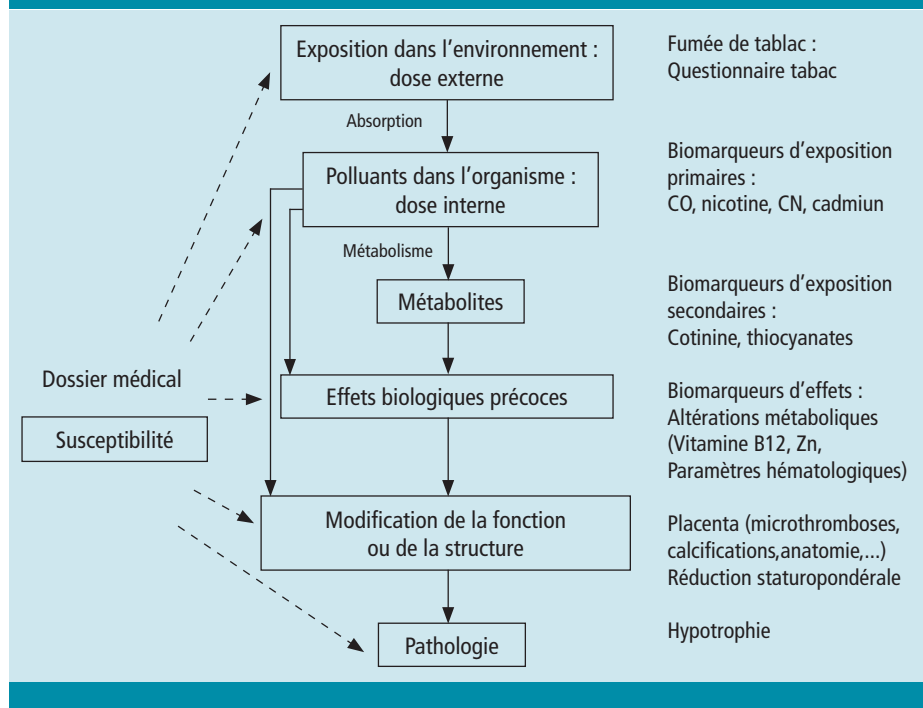 Exposition dans l'environnement :
dose externe
Fumée de tablac :
Questionnaire tabac
Absorption
Polluants dans l'organisme :
dose interne
Biomarqueurs d'exposition
primaires :
CO, nicotine, CN, cadmiun
Métabolisme
Métabolites
Biomarqueurs d'exposition
secondaires :
Cotinine, thiocyanates
Dossier médical
Susceptibilité
Effets biologiques précoces
Biomarqueurs d'effets :
Altérations métaboliques
(Vitamine B12, Zn,
Paramètres hématologiques)
Modification de la fonction
ou de la structure
Placenta (microthromboses,
calcifications,anatomie,...)
Réduction staturopondérale
Pathologie
Hypotrophie